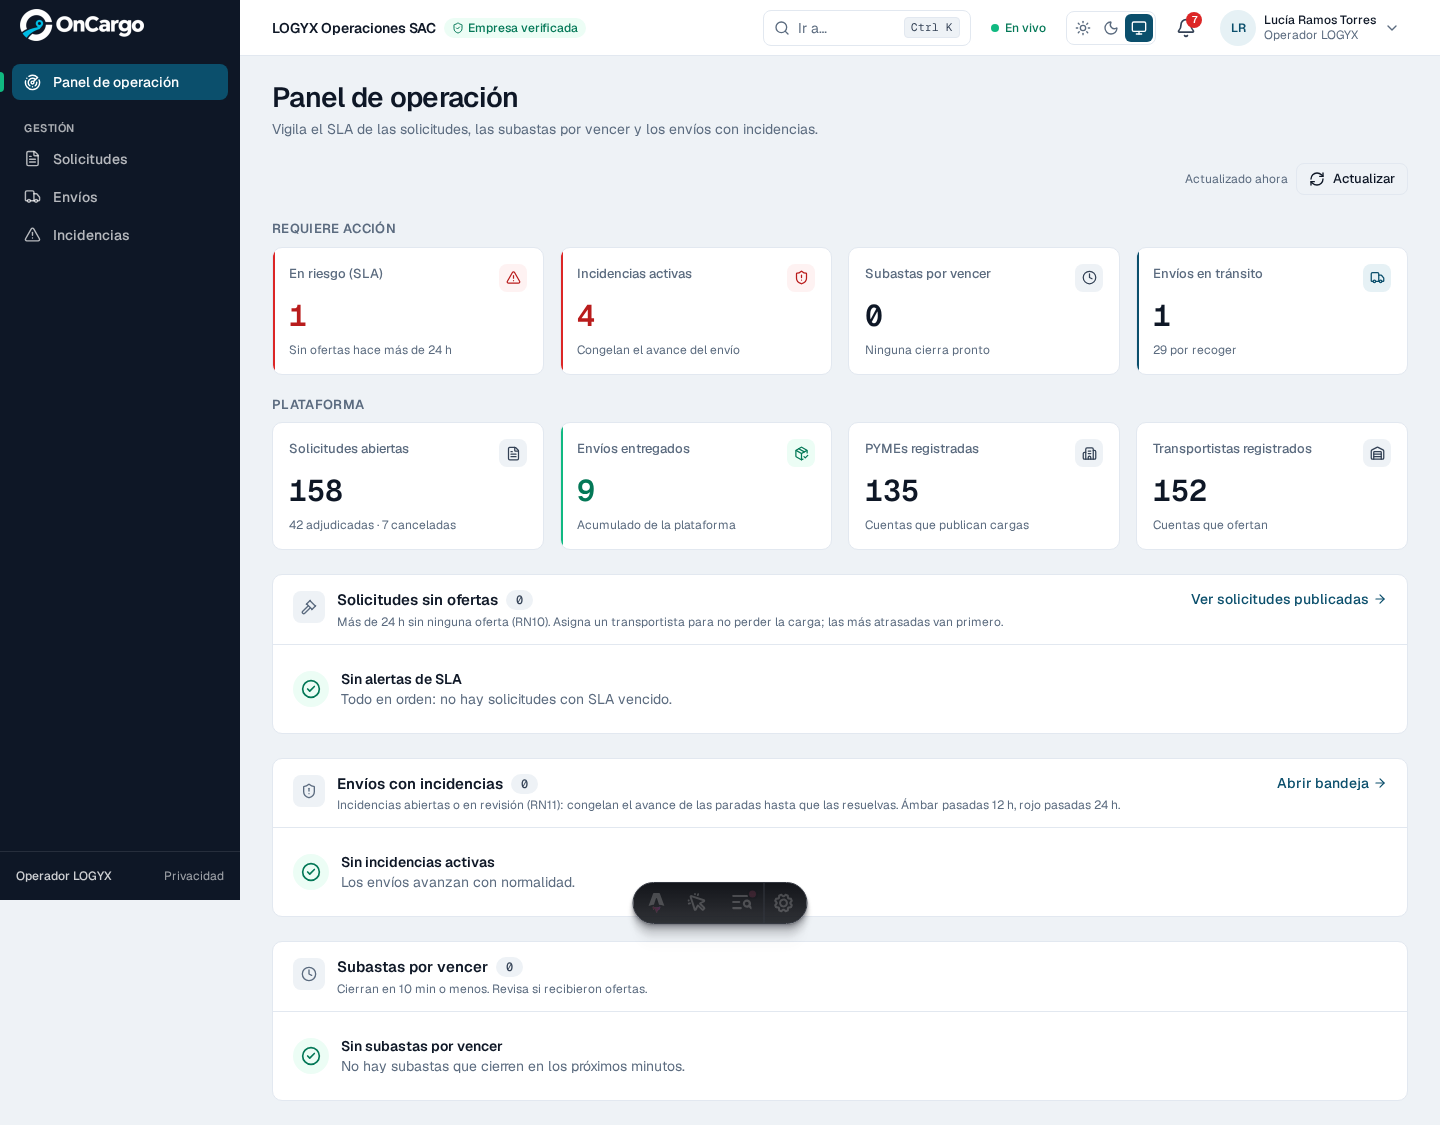 OnCargo
LOGYX Operaciones SAC
Empresa verificada
Ir a...
Ctrl K
En vivo
7
LR
Lucía Ramos Torres
Operador LOGYX
Panel de operación
GESTIÓN
Solicitudes
Envíos
Incidencias
Operador LOGYX
Privacidad
Panel de operación
Vigila el SLA de las solicitudes, las subastas por vencer y los envíos con incidencias.
Actualizado ahora
Actualizar
REQUIERE ACCIÓN
En riesgo (SLA)
1
Sin ofertas hace más de 24 h
Incidencias activas
4
Congelan el avance del envío
Subastas por vencer
0
Ninguna cierra pronto
Envíos en tránsito
1
29 por recoger
PLATAFORMA
Solicitudes abiertas
158
42 adjudicadas · 7 canceladas
Envíos entregados
9
Acumulado de la plataforma
PYMEs registradas
135
Cuentas que publican cargas
Transportistas registrados
152
Cuentas que ofertan
Solicitudes sin ofertas 0
Ver solicitudes publicadas →
Más de 24 h sin ninguna oferta (RN10). Asigna un transportista para no perder la carga; las más atrasadas van primero.
Sin alertas de SLA
Todo en orden: no hay solicitudes con SLA vencido.
Envíos con incidencias 0
Abrir bandeja →
Incidencias abiertas o en revisión (RN11): congelan el avance de las paradas hasta que las resuelvas. Ámbar pasadas 12 h, rojo pasadas 24 h.
Sin incidencias activas
Los envíos avanzan con normalidad.
Subastas por vencer 0
Cierran en 10 min o menos. Revisa si recibieron ofertas.
Sin subastas por vencer
No hay subastas que cierren en los próximos minutos.